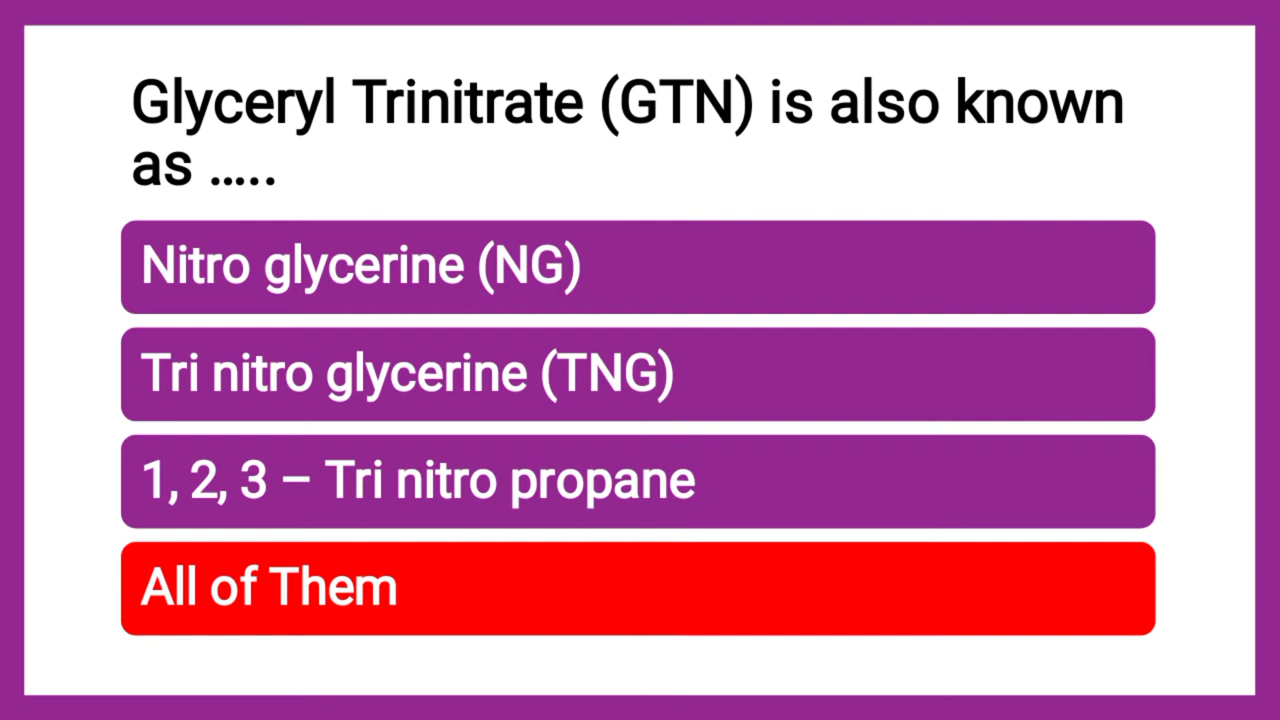 Glyceryl Trinitrate (GTN) is also known
as .....
Nitro glycerine (NG)
Tri nitro glycerine (TNG)
1, 2, 3 – Tri nitro propane
All of Them